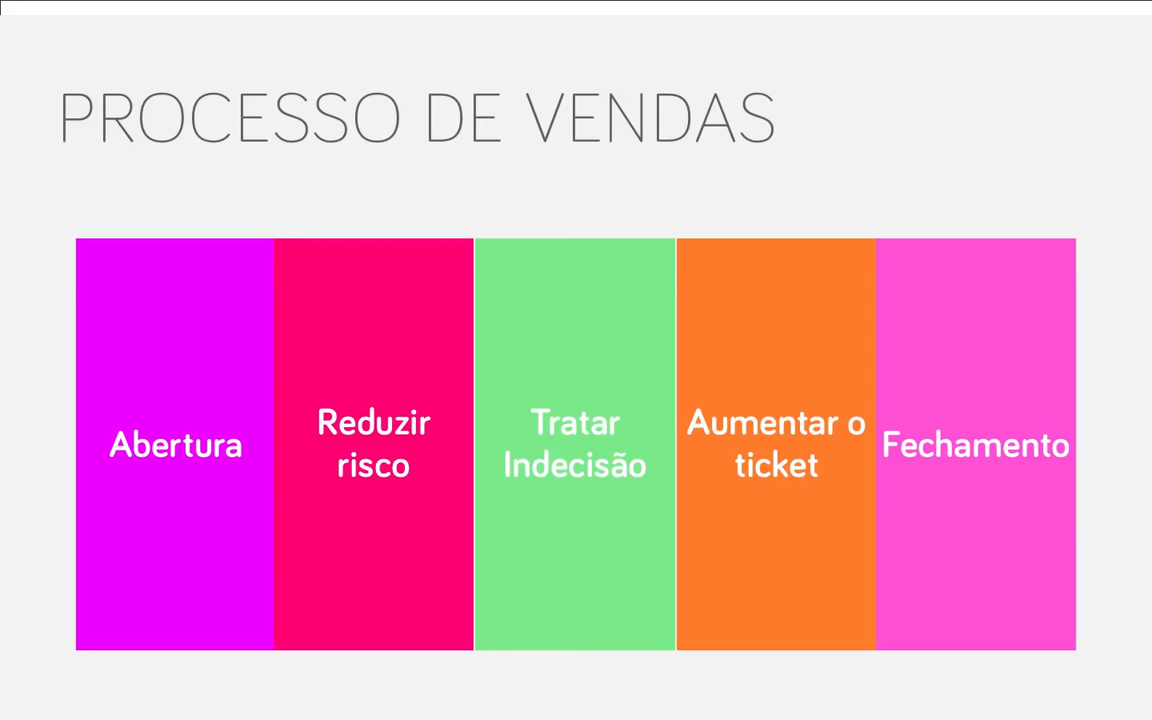 PROCESSO DE VENDAS
Abertura
Reduzir
risco
Tratar
Indecisão
Aumentar o
ticket
Fechamento